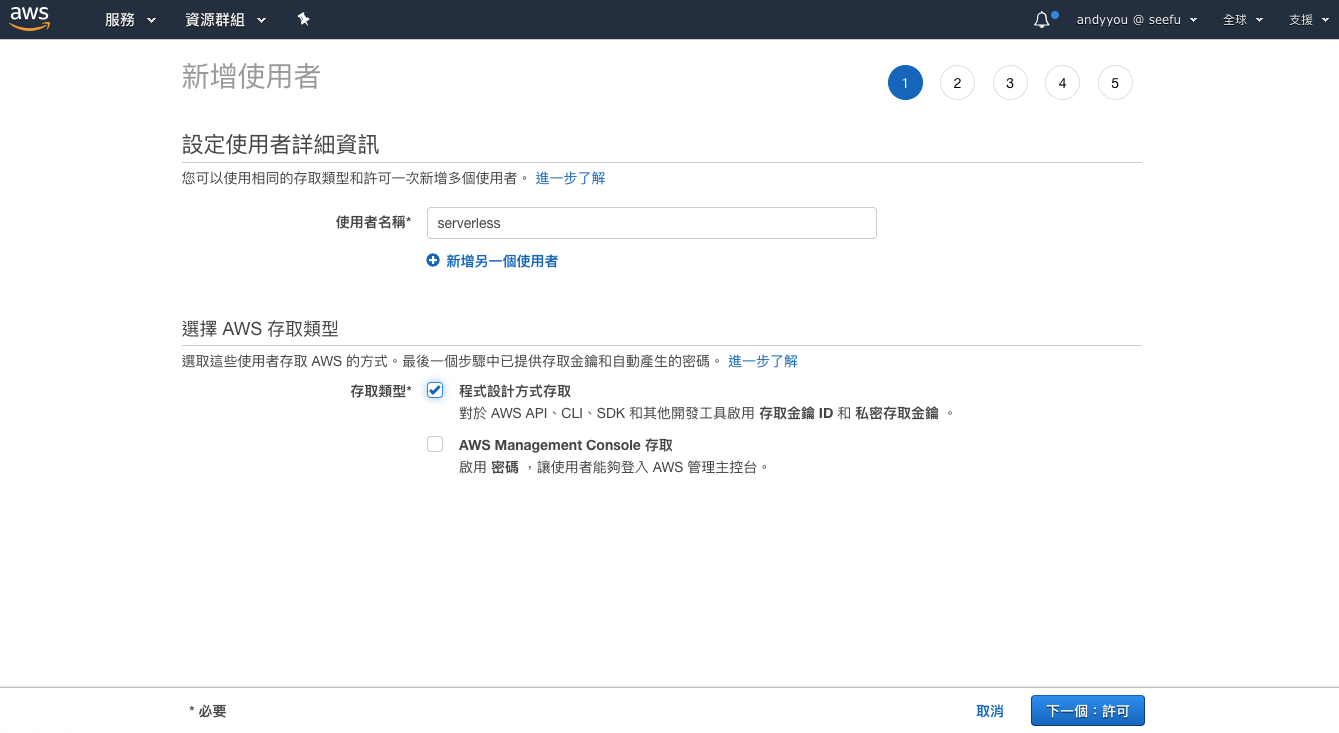 aws 服務 資源群組 andyyou @ seefu 全球 支援
新增使用者 1 2 3 4 5
設定使用者詳細資訊
您可以使用相同的存取類型和許可一次新增多個使用者。 進一步了解
使用者名稱* serverless
新增另一個使用者
選擇 AWS 存取類型
選取這些使用者存取 AWS 的方式。最後一個步驟中已提供存取金鑰和自動產生的密碼。 進一步了解
存取類型* 程式設計方式存取
對於 AWS API、CLI、SDK 和其他開發工具啟用 存取金鑰 ID 和 私密存取金鑰 。
AWS Management Console 存取
啟用 密碼 ，讓使用者能夠登入 AWS 管理主控台。
* 必要 取消 下一個：許可